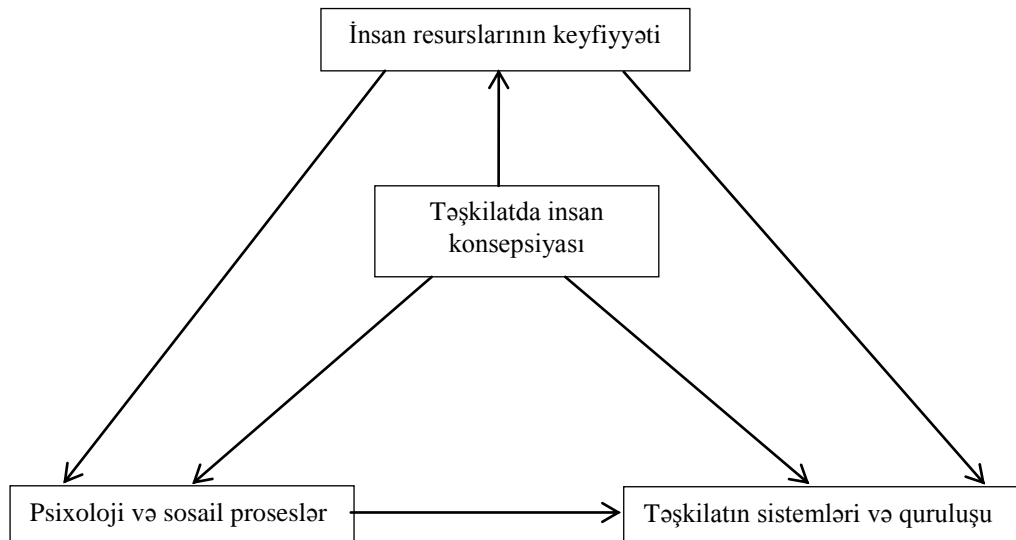 İnsan resurslarının keyfiyyəti
Təşkilatda insan
konsepsiyası
Psixoloji və sosail proseslər
Təşkilatın sistemləri və quruluşu